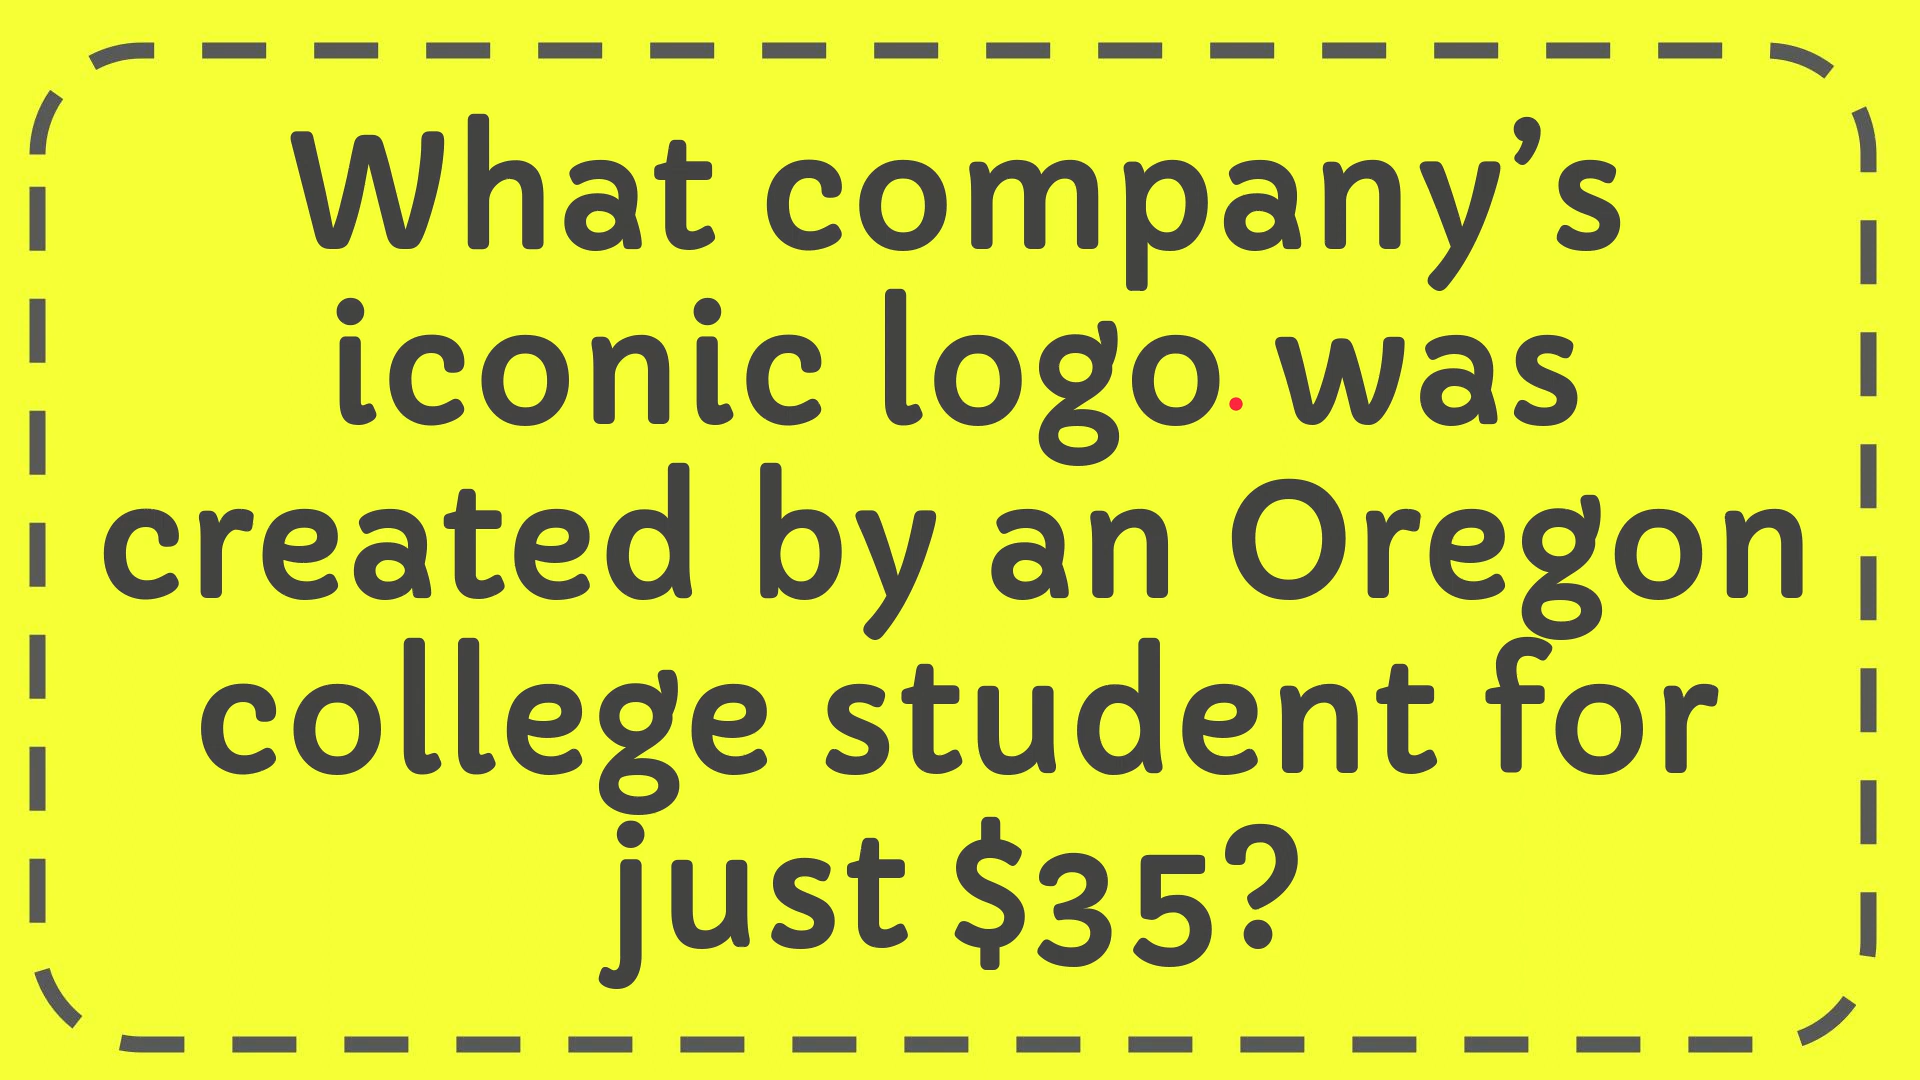 What company’s
iconic logo was
created by an Oregon
college student for
just $35?